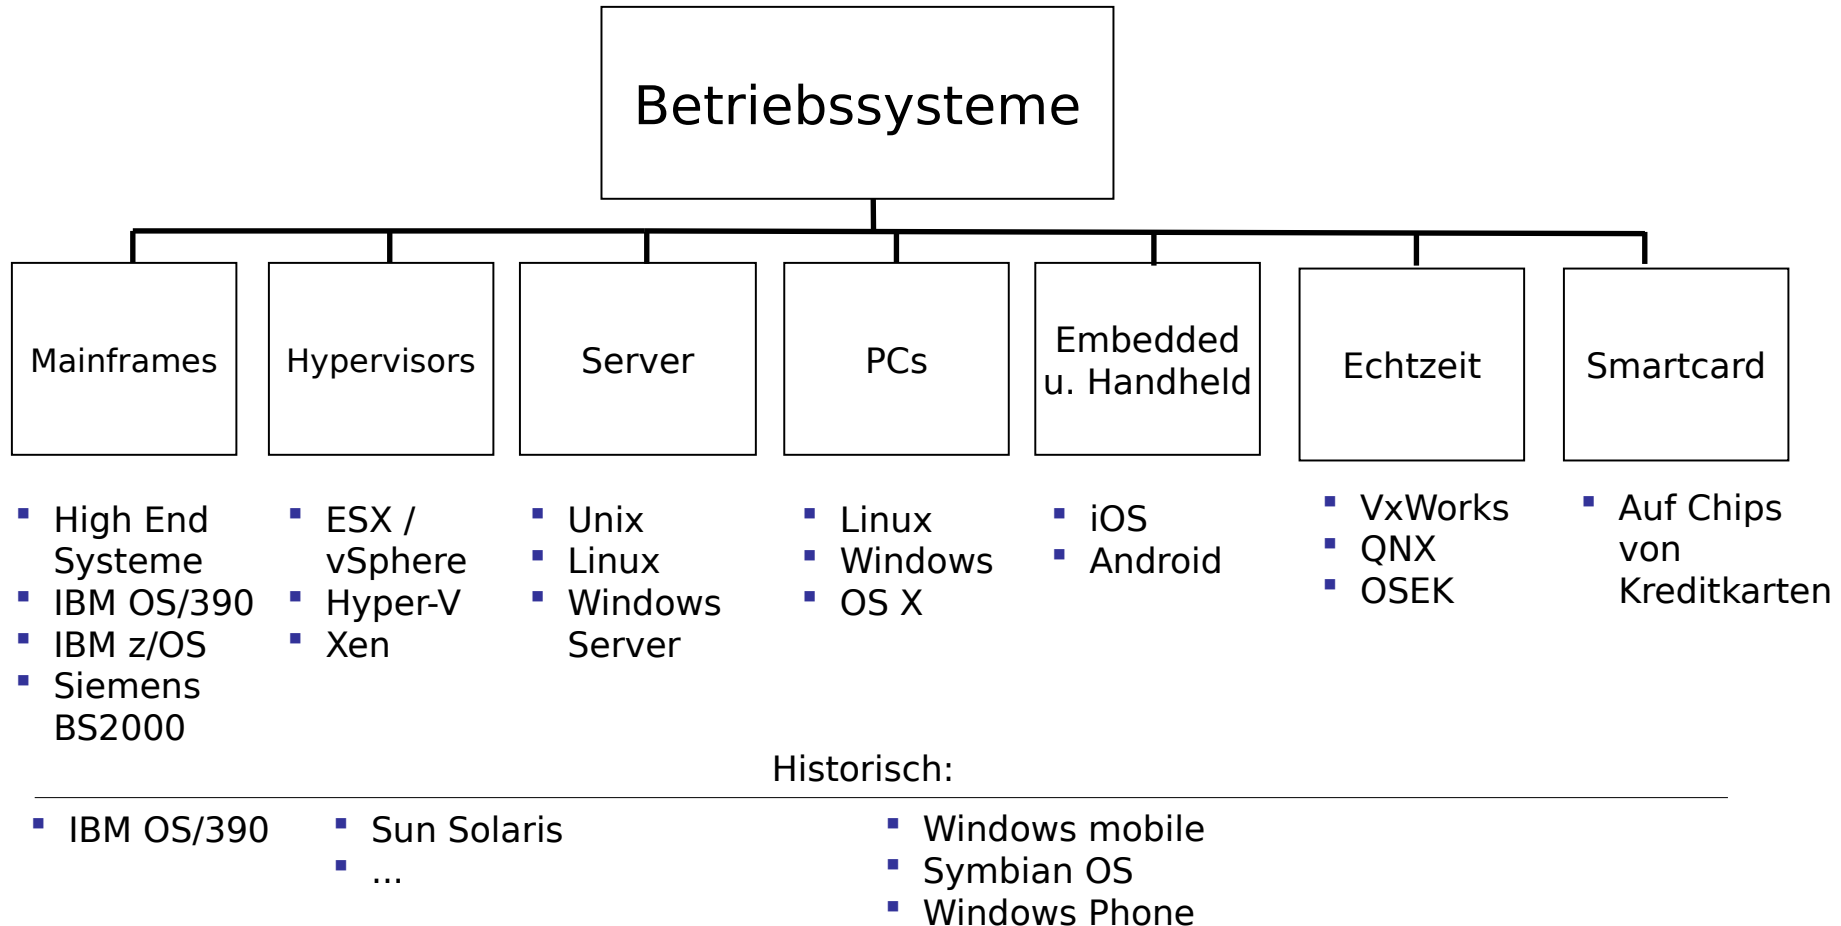 Betriebssysteme
Mainframes
Hypervisors
Server
PCs
Embedded
u. Handheld
Echtzeit
Smartcard
High End
Systeme
IBM OS/390
IBM z/OS
Siemens
BS2000
ESX /
vSphere
Hyper-V
Xen
Unix
Linux
Windows
Server
Linux
Windows
OS X
iOS
Android
VxWorks
QNX
OSEK
Auf Chips
von
Kreditkarten
Historisch:
IBM OS/390
Sun Solaris
...
Windows mobile
Symbian OS
Windows Phone